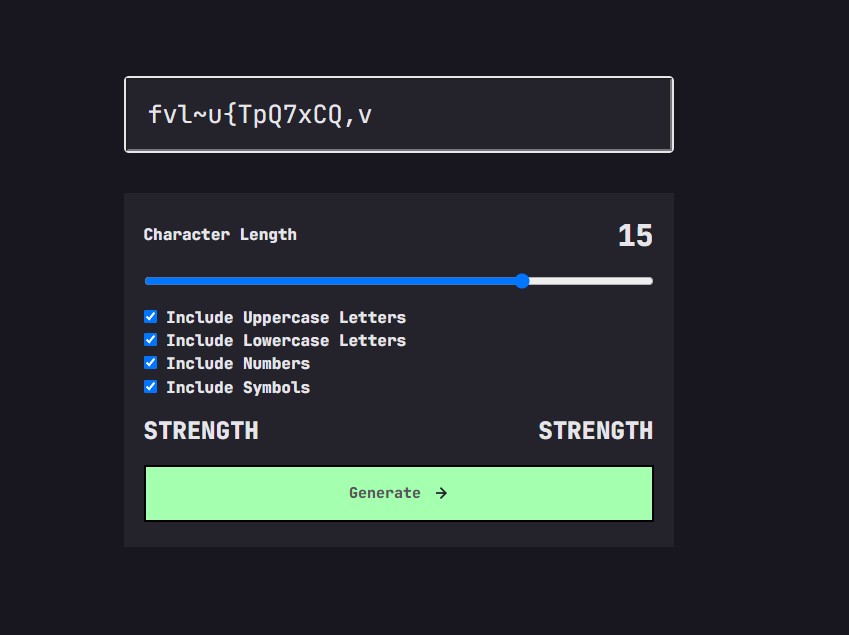 fvl~u{TpQ7xCQ,v
Character Length 15
Include Uppercase Letters
Include Lowercase Letters
Include Numbers
Include Symbols
STRENGTH STRENGTH
Generate →